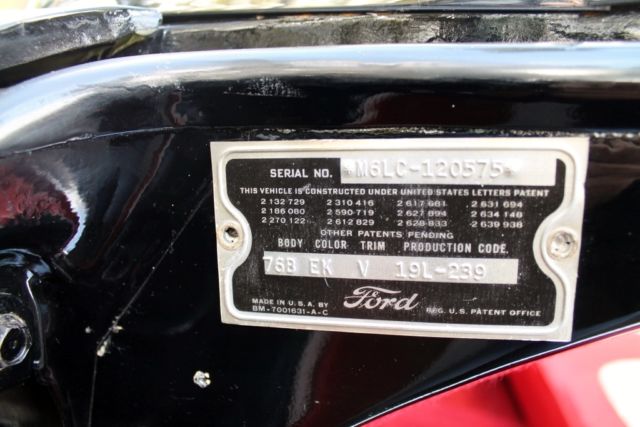 SERIAL NO. *M6LC-120575*
THIS VEHICLE IS CONSTRUCTED UNDER UNITED STATES LETTERS PATENT
2 132 729 2 310 416 2 617 681 2 631 694
2 186 080 2 590 719 2 627 894 2 634 148
2 270 122 2 612 829 2 628 833 2 639 938
OTHER PATENTS PENDING
BODY COLOR TRIM PRODUCTION CODE.
76B EK V 19L-239
MADE IN U.S.A. BY Ford
BM-7001631-A-C REG. U.S. PATENT OFFICE